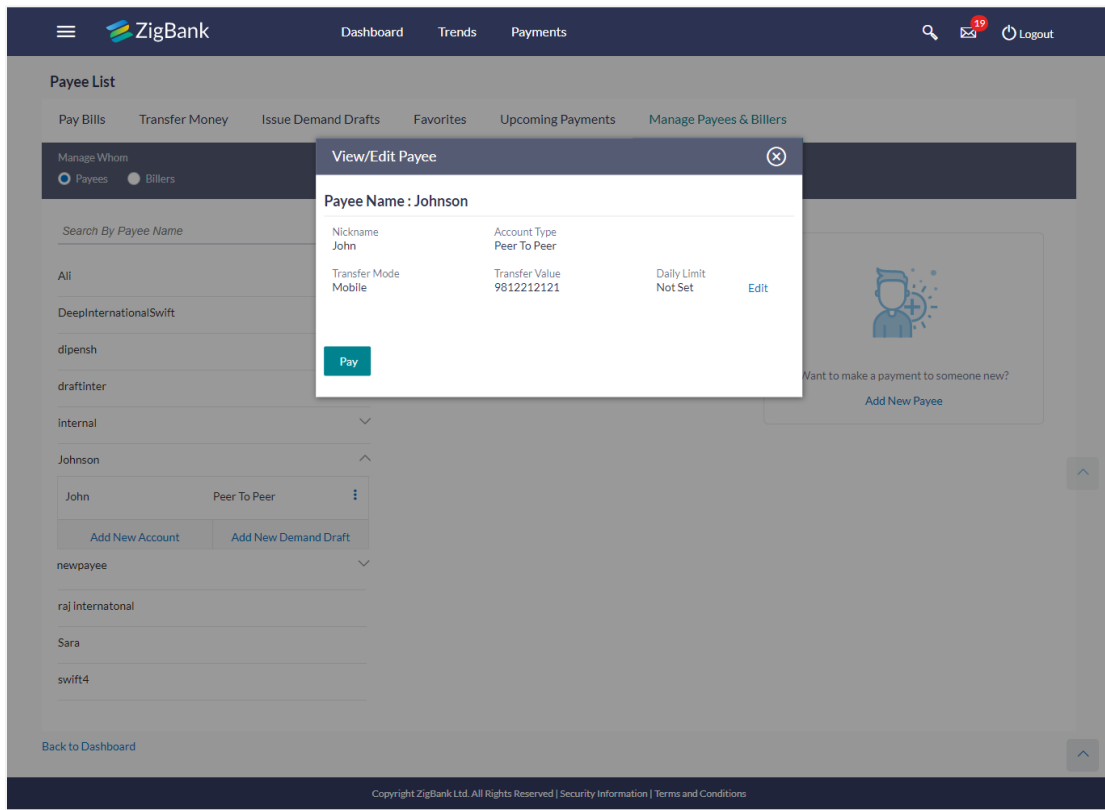 ZigBank
Dashboard Trends Payments
19
Logout
Payee List
Pay Bills Transfer Money Issue Demand Drafts Favorites Upcoming Payments Manage Payees & Billers
Manage Whom
Payees Billers
View/Edit Payee
Payee Name : Johnson
Nickname Account Type
John Peer To Peer
Transfer Mode Transfer Value Daily Limit
Mobile 9812212121 Not Set Edit
Pay
Search By Payee Name
Ali
DeepInternationalSwift
dipensh
draftinter
internal
Johnson
John Peer To Peer
Add New Account Add New Demand Draft
newpayee
raj internatonal
Sara
swift4
Want to make a payment to someone new?
Add New Payee
Back to Dashboard
Copyright ZigBank Ltd. All Rights Reserved | Security Information | Terms and Conditions